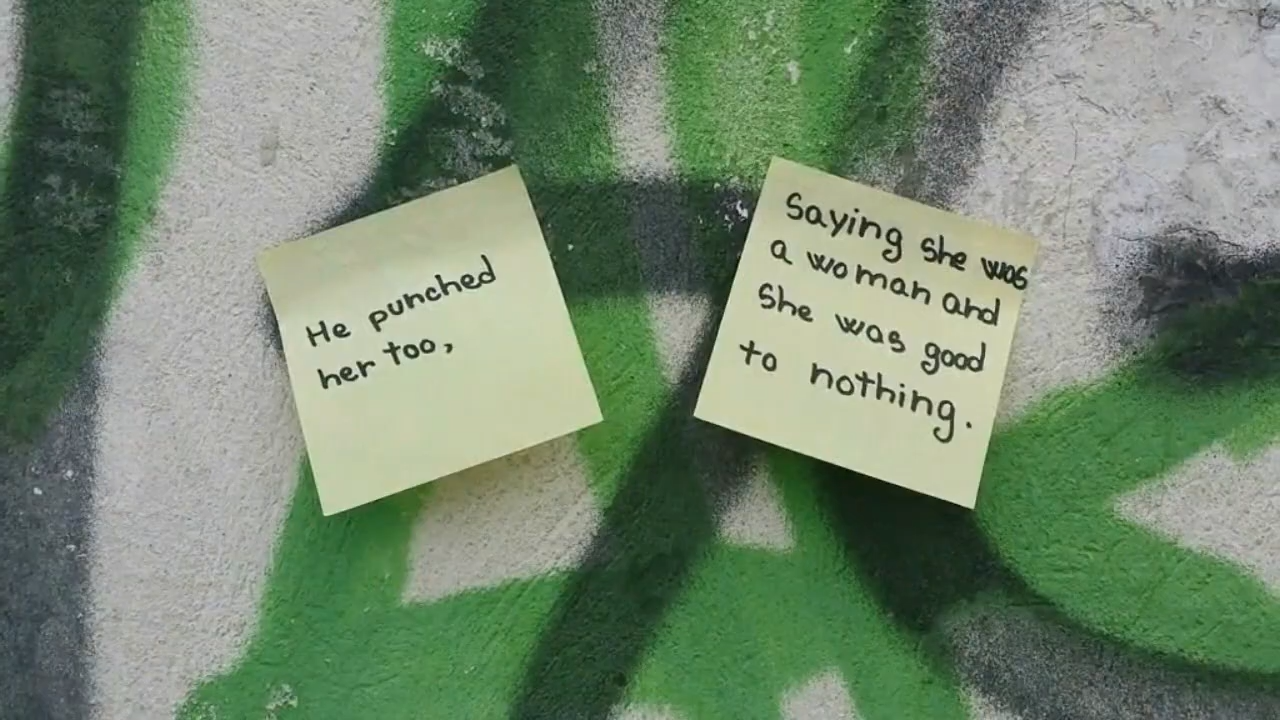 He punched
her too,
Saying she was
a woman and
She was good
to nothing.